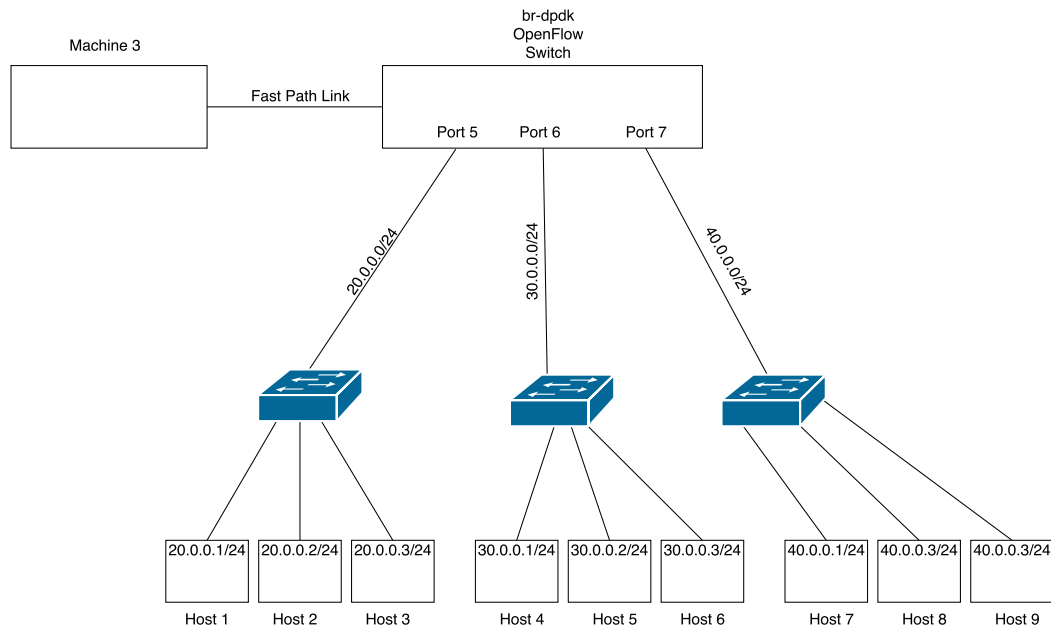 br-dpdk
OpenFlow
Switch
Machine 3
Fast Path Link
Port 5
Port 6
Port 7
20.0.0.0/24
30.0.0.0/24
40.0.0.0/24
20.0.0.1/24
20.0.0.2/24
20.0.0.3/24
30.0.0.1/24
30.0.0.2/24
30.0.0.3/24
40.0.0.1/24
40.0.0.3/24
40.0.0.3/24
Host 1
Host 2
Host 3
Host 4
Host 5
Host 6
Host 7
Host 8
Host 9